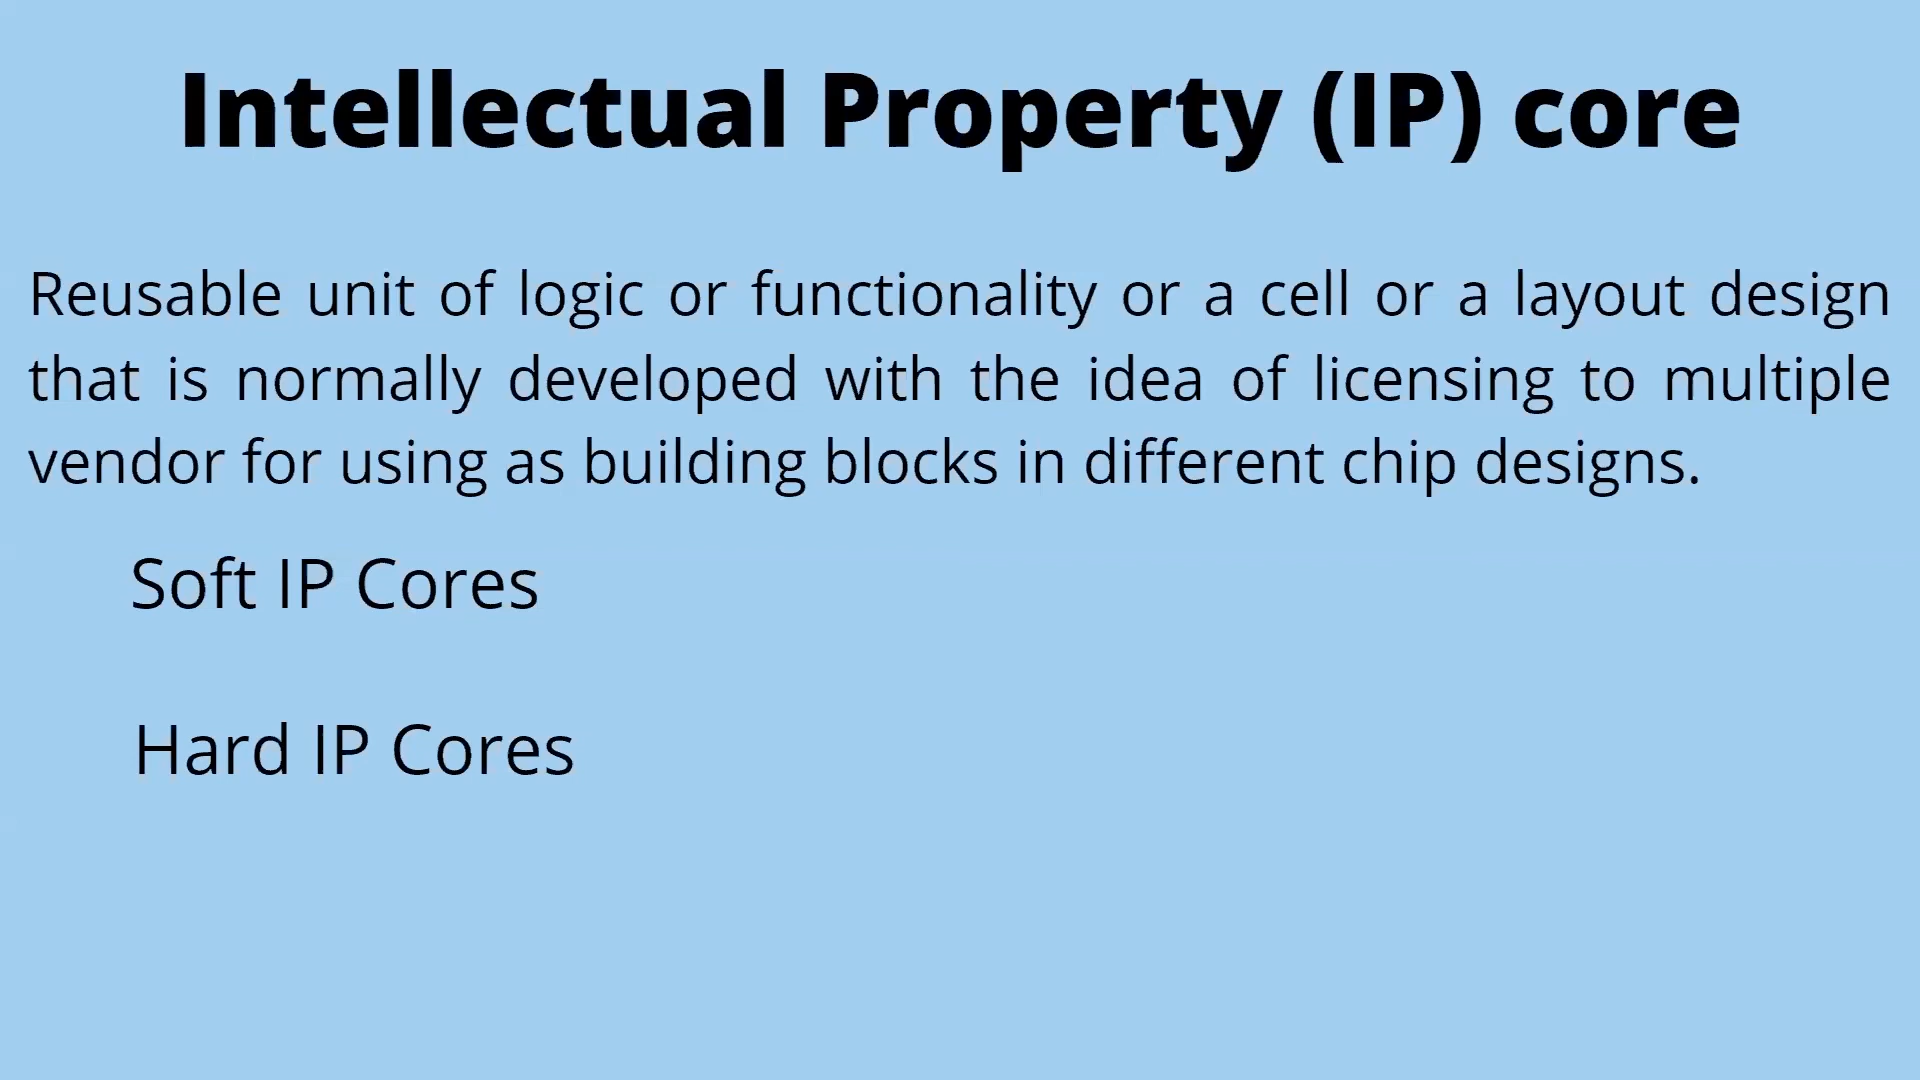 Intellectual Property (IP) core
Reusable unit of logic or functionality or a cell or a layout design
that is normally developed with the idea of licensing to multiple
vendor for using as building blocks in different chip designs.
Soft IP Cores
Hard IP Cores